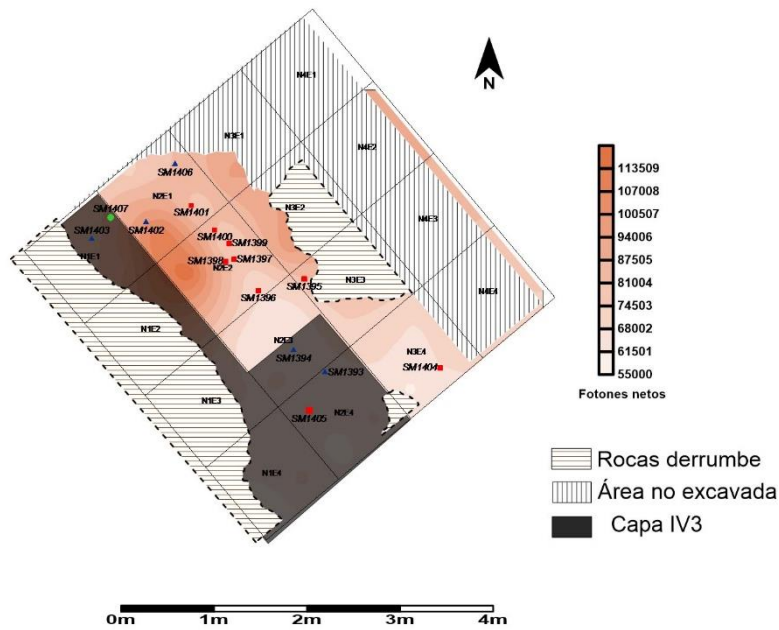 N4E1
N
N3E1
N4E2
SM1406
N2E1
SM1407
SM1401
N3E2
N4E3
SM1403
SM1402
SM1400
SM1399
N1E1
SM1398
SM1397
N2E2
N3E3
SM1395
N4E4
SM1396
N1E2
N2E3
SM1394
N3E4
SM1393
SM1404
N1E3
SM1405
N2E4
N1E4
113509
107008
100507
94006
87505
81004
74503
68002
61501
55000
Fotones netos
Rocas derrumbe
Área no excavada
Capa IV3
0m 1m 2m 3m 4m